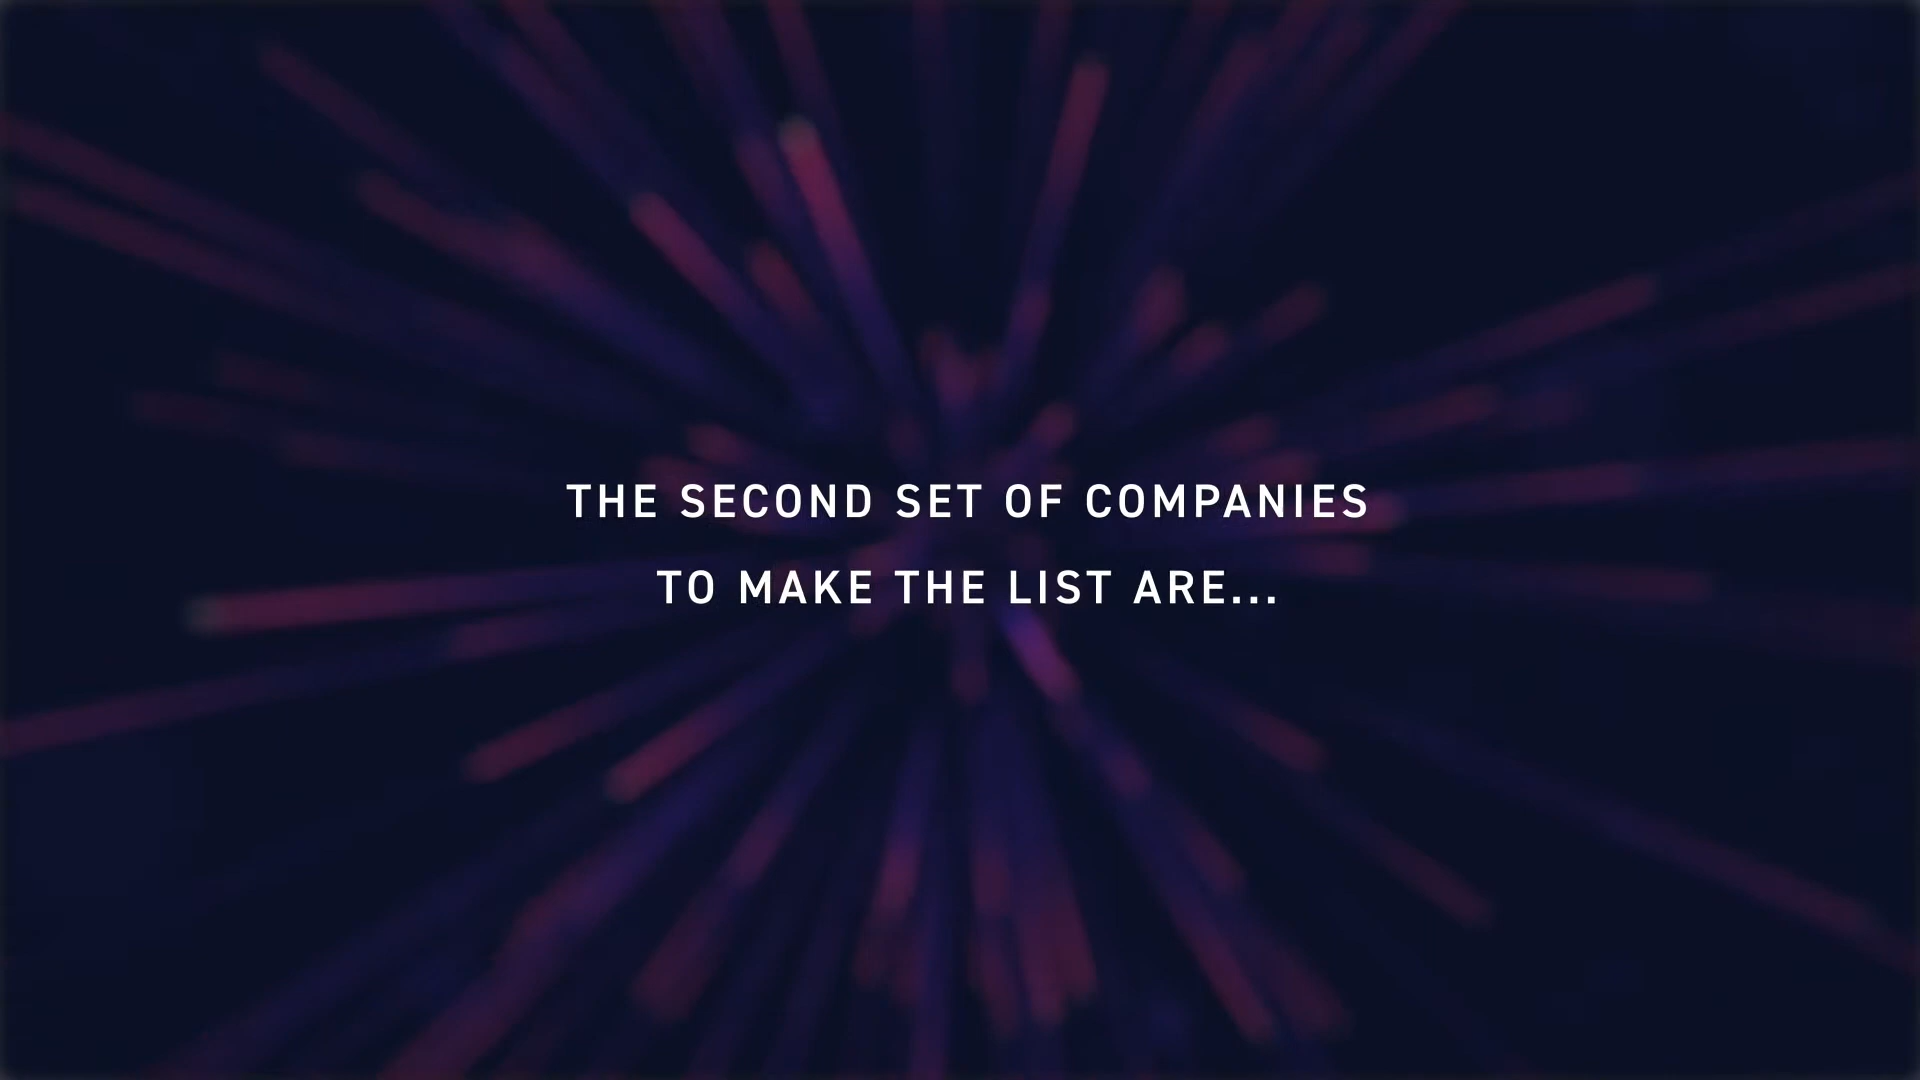 THE SECOND SET OF COMPANIES
TO MAKE THE LIST ARE...